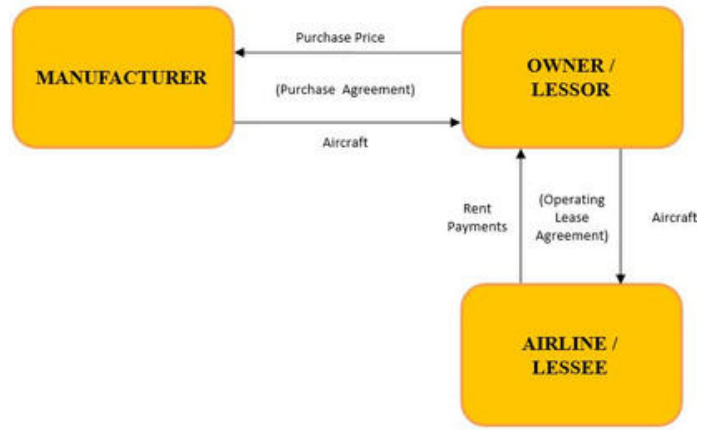 Purchase Price
MANUFACTURER
(Purchase Agreement)
Aircraft
OWNER /
LESSOR
Rent
Payments
(Operating
Lease
Agreement)
Aircraft
AIRLINE /
LESSEE